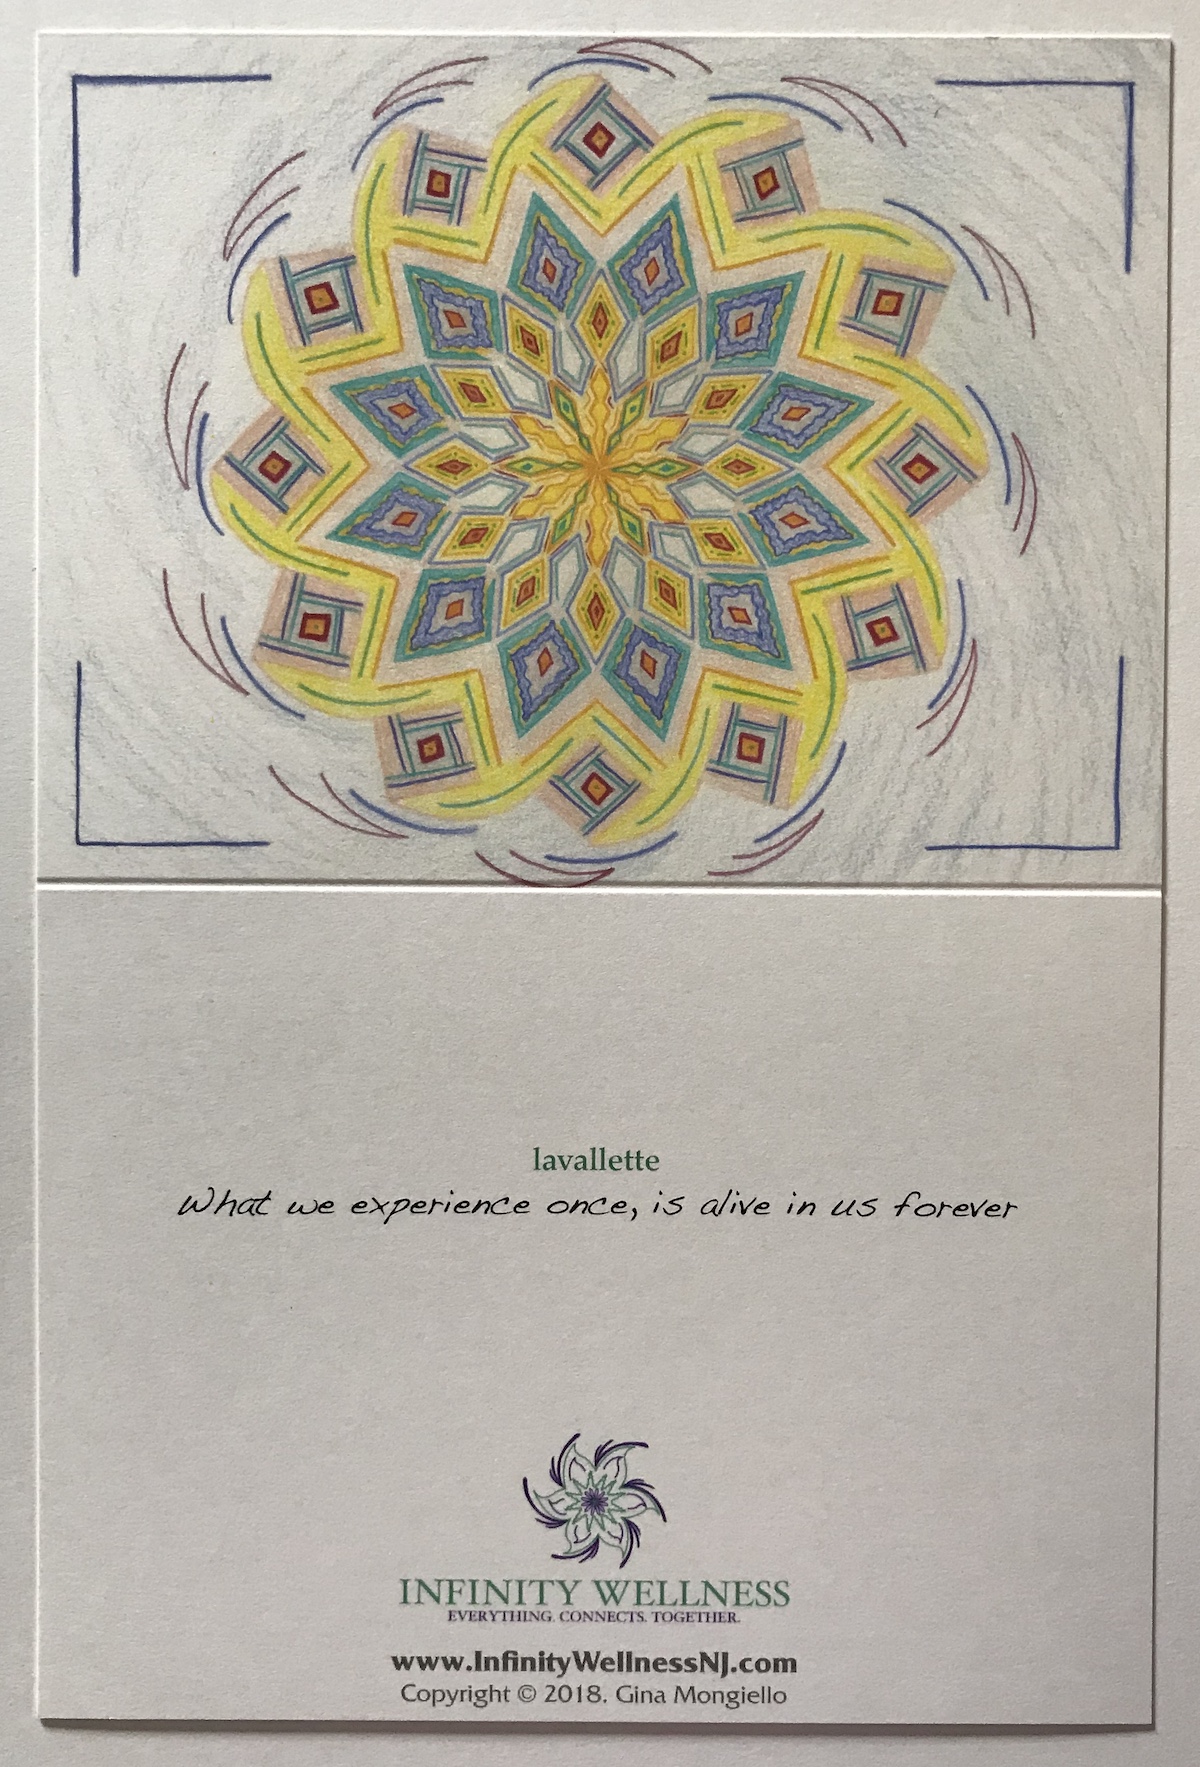 lavallette
What we experience once, is alive in us forever
INFINITY WELLNESS
EVERYTHING. CONNECTS. TOGETHER.
www.InfinityWellnessNJ.com
Copyright © 2018. Gina Mongiello